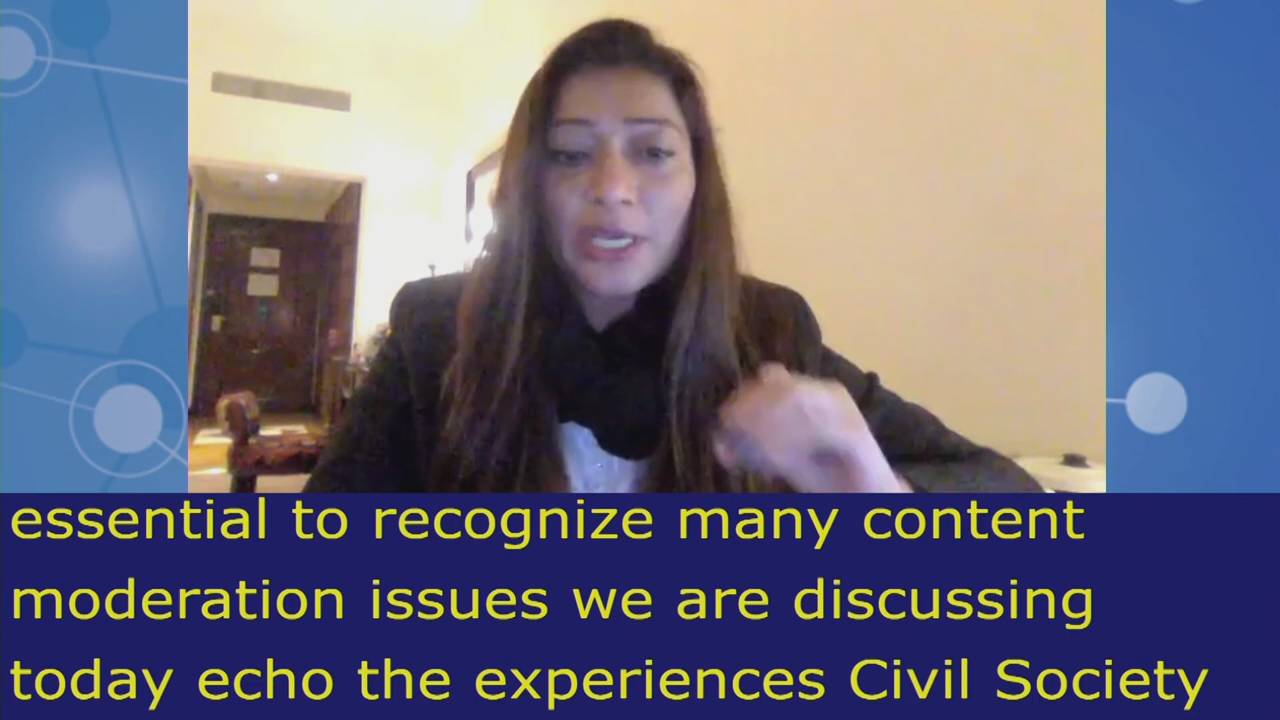 essential to recognize many content
moderation issues we are discussing
today echo the experiences Civil Society